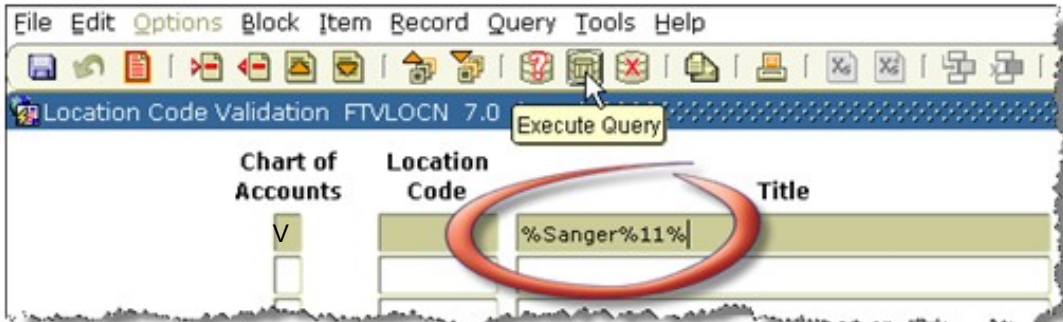 File Edit Options Block Item Record Query Tools Help
Location Code Validation FTVLOCN 7.0
Execute Query
Chart of Accounts
Location Code
Title
V
%Sanger%11%